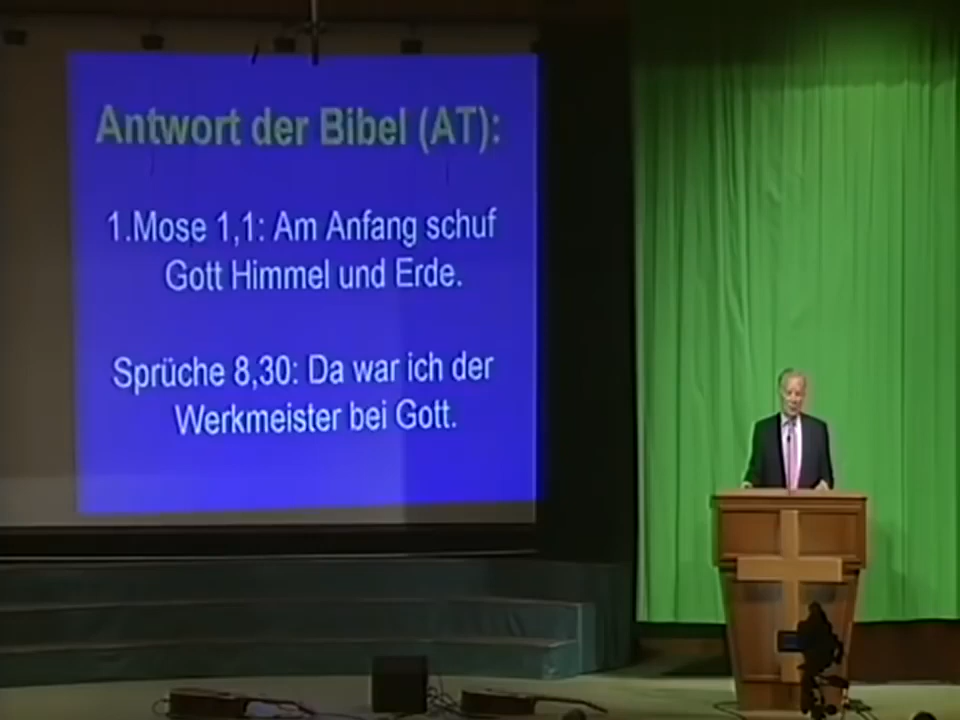 Antwort der Bibel (AT):
1.Mose 1,1: Am Anfang schuf
Gott Himmel und Erde.
Sprüche 8,30: Da war ich der
Werkmeister bei Gott.